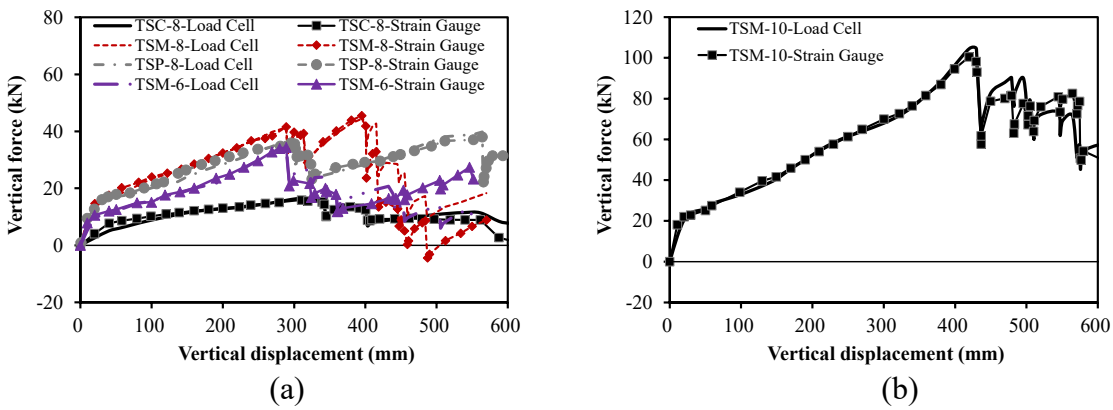 80
60
40
20
0
-20
Vertical force (kN)
TSC-8-Load Cell
TSC-8-Strain Gauge
TSM-8-Load Cell
TSM-8-Strain Gauge
TSP-8-Load Cell
TSP-8-Strain Gauge
TSM-6-Load Cell
TSM-6-Strain Gauge
0 100 200 300 400 500 600
Vertical displacement (mm)
(a)
120
100
80
60
40
20
0
-20
Vertical force (kN)
TSM-10-Load Cell
TSM-10-Strain Gauge
0 100 200 300 400 500 600
Vertical displacement (mm)
(b)